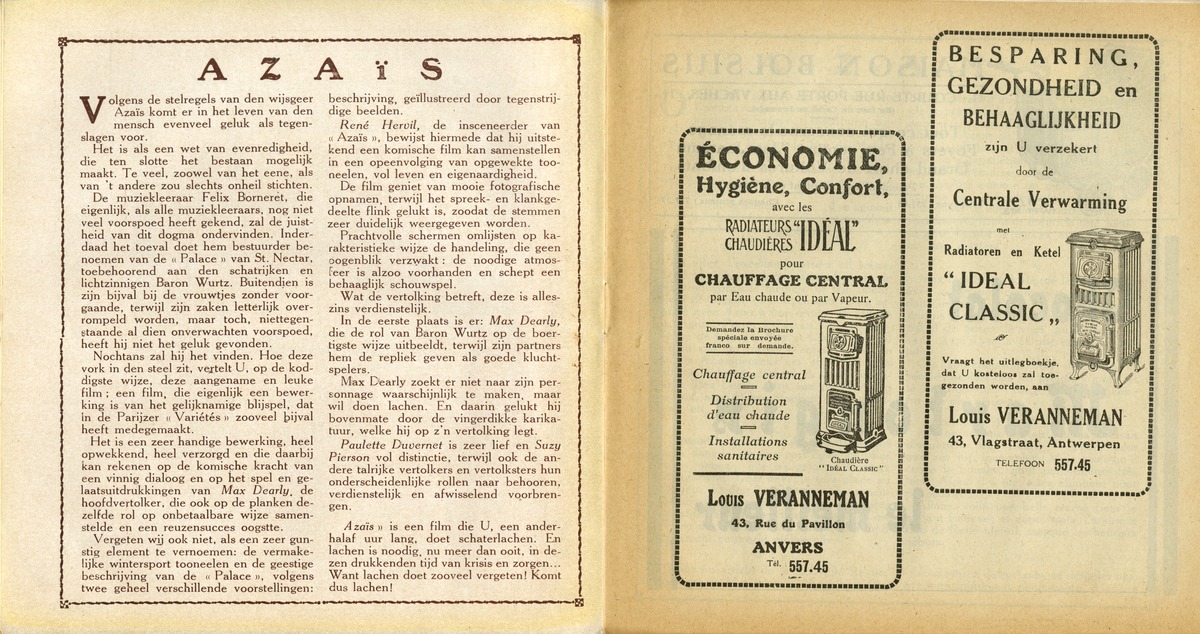 AZAïS
Volgens de stelregels van den wijsgeer
Azaïs komt er in het leven van den
mensch evenveel geluk als tegen-
slagen voor.
Het is als een wet van evenredigheid,
die ten slotte het bestaan mogelijk
maakt. Te veel, zoowel van het eene, als
van 't andere zou slechts onheil stichten.
De muziekleeraar Felix Borneret, die
eigenlijk, als alle muziekleeraars, nog niet
veel voorspoed heeft gekend, zal de juist-
heid van dit dogma ondervinden. Inder-
daad het toeval doet hem bestuurder be-
noemen van de « Palace » van St. Nectar,
toebehoorend aan den schatrijken en
lichtzinnigen Baron Wurtz. Buitendien is
zijn bijval bij de vrouwtjes zonder voor-
gaande, terwijl zijn zaken letterlijk over-
rompeld worden, maar toch, niettegen-
staande al dien onverwachten voorspoed,
heeft hij het geluk niet gevonden.
Nochtans zal hij het vinden. Hoe deze
vork in den steel zit, vertelt U, op de kod-
digste wijze, deze aangename en leuke
film ; een film, die eigenlijk een bewer-
king is van het gelijknamige blijspel, dat
in de Parijzer « Variétés » zooveel bijval
heeft medegemaakt.
Het is een zeer handige bewerking, heel
opwekkend, heel verzorgd en die daarbij
kan rekenen op de komische kracht van
een vinnig dialoog en op het spel en ge-
laatsuitdrukkingen van Max Dearly, de
hoofdvertolker, die ook op de planken de-
zelfde rol op onbetaalbare wijze samen-
stelde en een reuzensucces oogstte.
Vergeten wij ook niet, als een zeer gun-
stig element te vernoemen: de vermake-
lijke wintersport tooneelen en de geestige
beschrijving van de « Palace », volgens
twee geheel verschillende voorstellingen:
beschrijving, geïllustreerd door tegenstrij-
dige beelden.
René Hervil, de insceneerder van
« Azaïs », bewijst hiermede dat hij uitste-
kend een komische film kan samenstellen
in een opeenvolging van opgewekte too-
neelen, vol leven en eigenaardigheid.
De film geniet van mooie fotografische
opnamen, terwijl het spreek- en klankge-
deelte flink gelukt is, zoodat de stemmen
zeer duidelijk weergegeven worden.
Prachtvolle schermen omlijsten op ka-
rakteristieke wijze de handeling, die geen
oogenblik verzwakt : de noodige atmos-
feer is alzoo voorhanden en schept een
behaaglijk schouwspel.
Wat de vertolking betreft, deze is alles-
zins verdienstelijk.
In de eerste plaats is er: Max Dearly,
die de rol van Baron Wurtz op de boer-
tigste wijze uitbeeldt, terwijl zijn partners
hem de repliek geven als goede klucht-
spelers.
Max Dearly zoekt er niet naar zijn per-
sonnage waarschijnlijk te maken, maar
wil doen lachen. En daarin gelukt hij
bovenmate door de vingerdikke karika-
tuur, welke hij op z'n vertolking legt.
Paulette Duvernet is zeer lief en Suzy
Pierson vol distinctie, terwijl ook de an-
dere talrijke vertolkers en vertolksters hun
onderscheidenlijke rollen naar behooren,
verdienstelijk en afwisselend voorbren-
gen.
Azaïs » is een film die U, een ander-
halaf uur lang, doet schaterlachen. En
lachen is noodig, nu meer dan ooit, in de-
zen drukkenden tijd van krisis en zorgen...
Want lachen doet zooveel vergeten! Komt
dus lachen!
ÉCONOMIE,
Hygiène, Confort,
avec les
RADIATEURS
CHAUDIÈRES "IDÉAL"
pour
CHAUFFAGE CENTRAL
par Eau chaude ou par Vapeur.
Demandez la Brochure
spéciale envoyée
franco sur demande.
Chauffage central
Distribution
d'eau chaude
Installations
sanitaires
Chaudière
"IDÉAL CLASSIC"
Louis VERANNEMAN
43, Rue du Pavillon
ANVERS
Tél. 557.45
BESPARING,
GEZONDHEID en
BEHAAGLIJKHEID
zijn U verzekert
door de
Centrale Verwarming
met
Radiatoren en Ketel
" IDEAL
CLASSIC „
Vraagt het uitlegboekje,
dat U kosteloos zal toe-
gezonden worden, aan
Louis VERANNEMAN
43, Vlagstraat, Antwerpen
TELEFOON 557.45